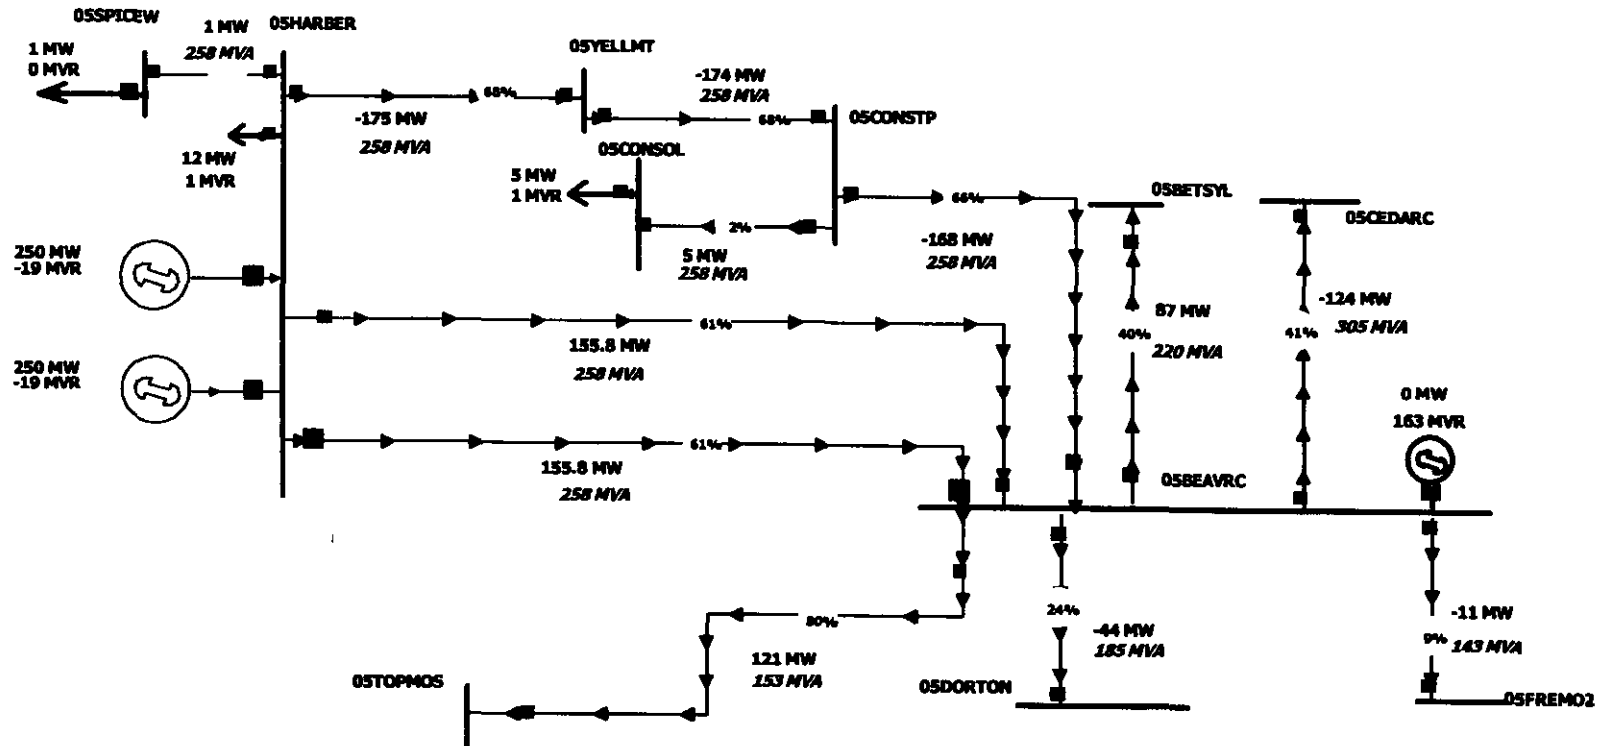 05SPICEW
1 MW
258 MVA
05HARBER
1 MW
0 MVR
05YELLMT
-174 MW
258 MVA
68%
-175 MW
258 MVA
68%
05CONSTP
12 MW
1 MVR
05CONSOL
5 MW
1 MVR
2%
5 MW
258 MVA
66%
-168 MW
258 MVA
05BETSYL
05CEDARC
250 MW
-19 MVR
61%
155.8 MW
258 MVA
87 MW
40%
220 MVA
-124 MW
41%
305 MVA
250 MW
-19 MVR
0 MW
163 MVR
61%
155.8 MW
258 MVA
05BEAVRC
80%
121 MW
153 MVA
24%
-44 MW
185 MVA
-11 MW
9%
143 MVA
05TOPMOS
05DORTON
05FREMO2